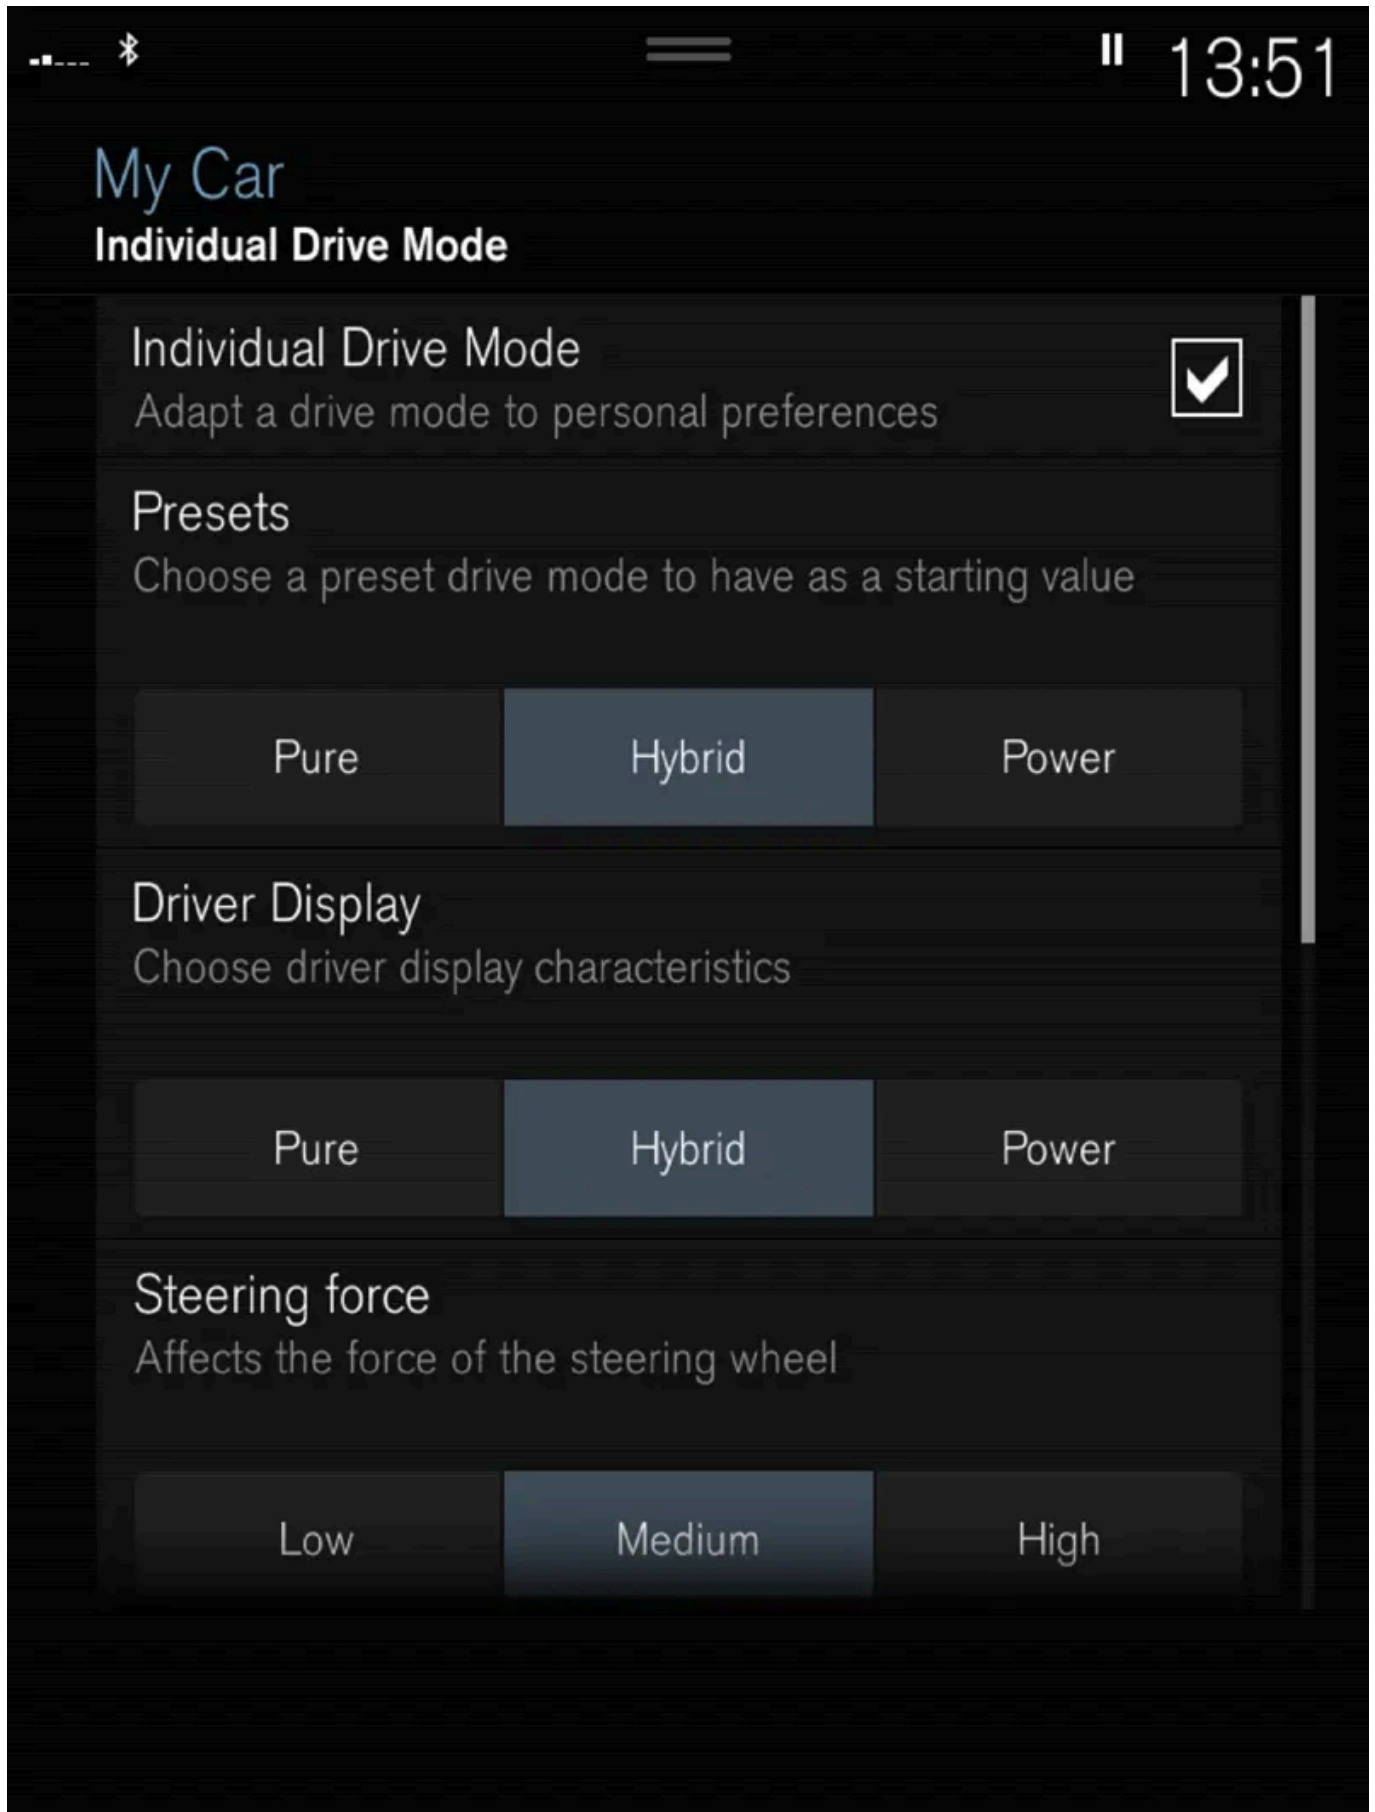 13:51
My Car
Individual Drive Mode
Individual Drive Mode
Adapt a drive mode to personal preferences
Presets
Choose a preset drive mode to have as a starting value
Pure Hybrid Power
Driver Display
Choose driver display characteristics
Pure Hybrid Power
Steering force
Affects the force of the steering wheel
Low Medium High